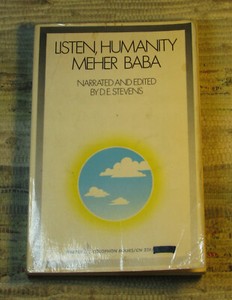 LISTEN, HUMANITY
MEHER BABA
NARRATED AND EDITED
BY D.E. STEVENS